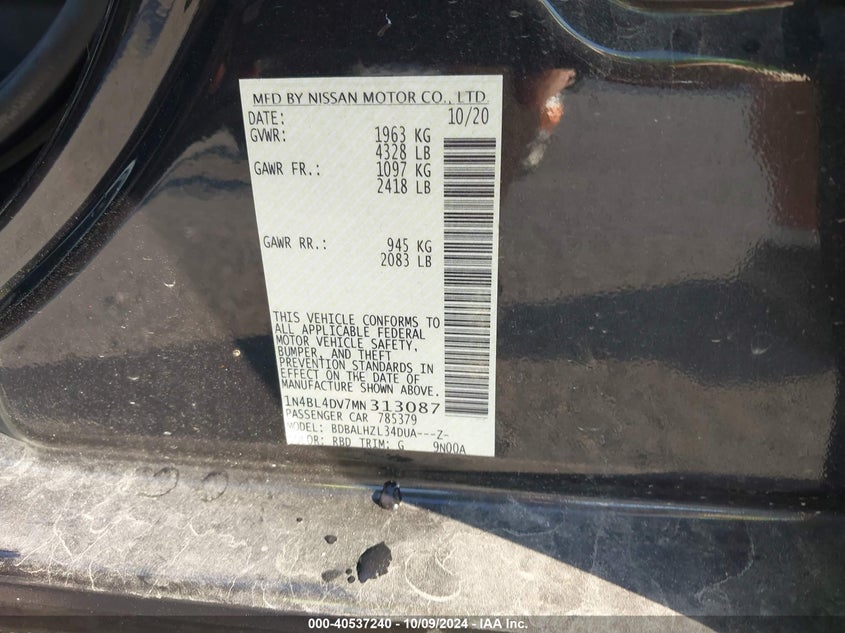 MFD BY NISSAN MOTOR CO., LTD.
DATE: 10/20
GVWR: 1963 KG
4328 LB
GAWR FR.: 1097 KG
2418 LB
GAWR RR.: 945 KG
2083 LB
THIS VEHICLE CONFORMS TO
ALL APPLICABLE FEDERAL
MOTOR VEHICLE SAFETY,
BUMPER, AND THEFT
PREVENTION STANDARDS IN
EFFECT ON THE DATE OF
MANUFACTURE SHOWN ABOVE.
1N4BL4DV7MN313087
PASSENGER CAR 785379
MODEL: BDBALHZL34DUA---Z-
RBD TRIM: G 9N00A
000-40537240 - 10/09/2024 - IAA Inc.